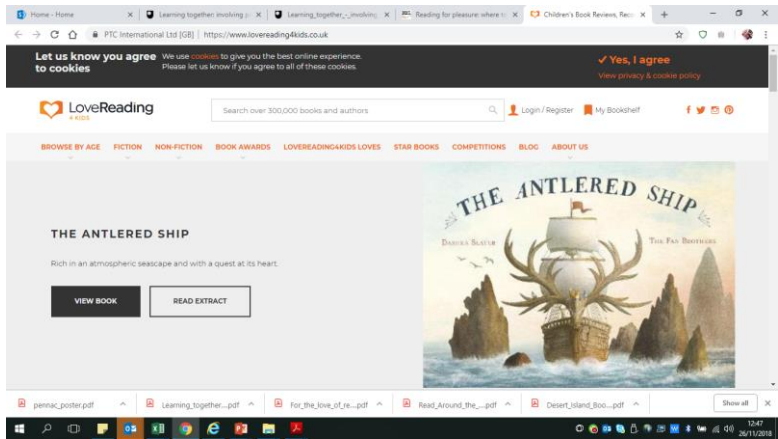 Home - Home
Learning together: involving p
Learning_together_-_involving
Reading for pleasure: where to
Children's Book Reviews, Rec
PTC International Ltd [GB] | https://www.lovereading4kids.co.uk
Let us know you agree to cookies
We use cookies to give you the best online experience.
Please let us know if you agree to all of these cookies.
✓ Yes, I agree
View privacy & cookie policy
LoveReading
4 KIDS
Search over 300,000 books and authors
Login / Register
My Bookshelf
BROWSE BY AGE FICTION NON-FICTION BOOK AWARDS LOVEREADING4KIDS LOVES STAR BOOKS COMPETITIONS BLOG ABOUT US
THE ANTLERED SHIP
Rich in an atmospheric seascape and with a quest at its heart.
VIEW BOOK
READ EXTRACT
THE ANTLERED SHIP
DASHKA SLATER
THE FAN BROTHERS
pennac_poster.pdf
Learning_together....pdf
For_the_love_of_re....pdf
Read_Around_the_....pdf
Desert_Island_Boo....pdf
Show all
12:47
26/11/2018